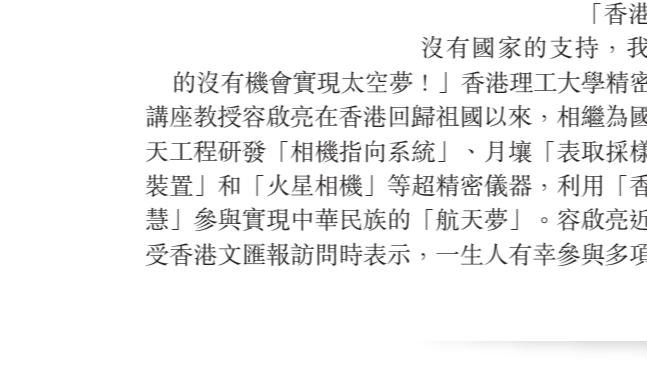 「香港
沒有國家的支持，我
的沒有機會實現太空夢！」香港理工大學精密
講座教授容啟亮在香港回歸祖國以來，相繼為國
天工程研發「相機指向系統」、月壤「表取採樣
裝置」和「火星相機」等超精密儀器，利用「香
慧」參與實現中華民族的「航天夢」。容啟亮近
受香港文匯報訪問時表示，一生人有幸參與多項